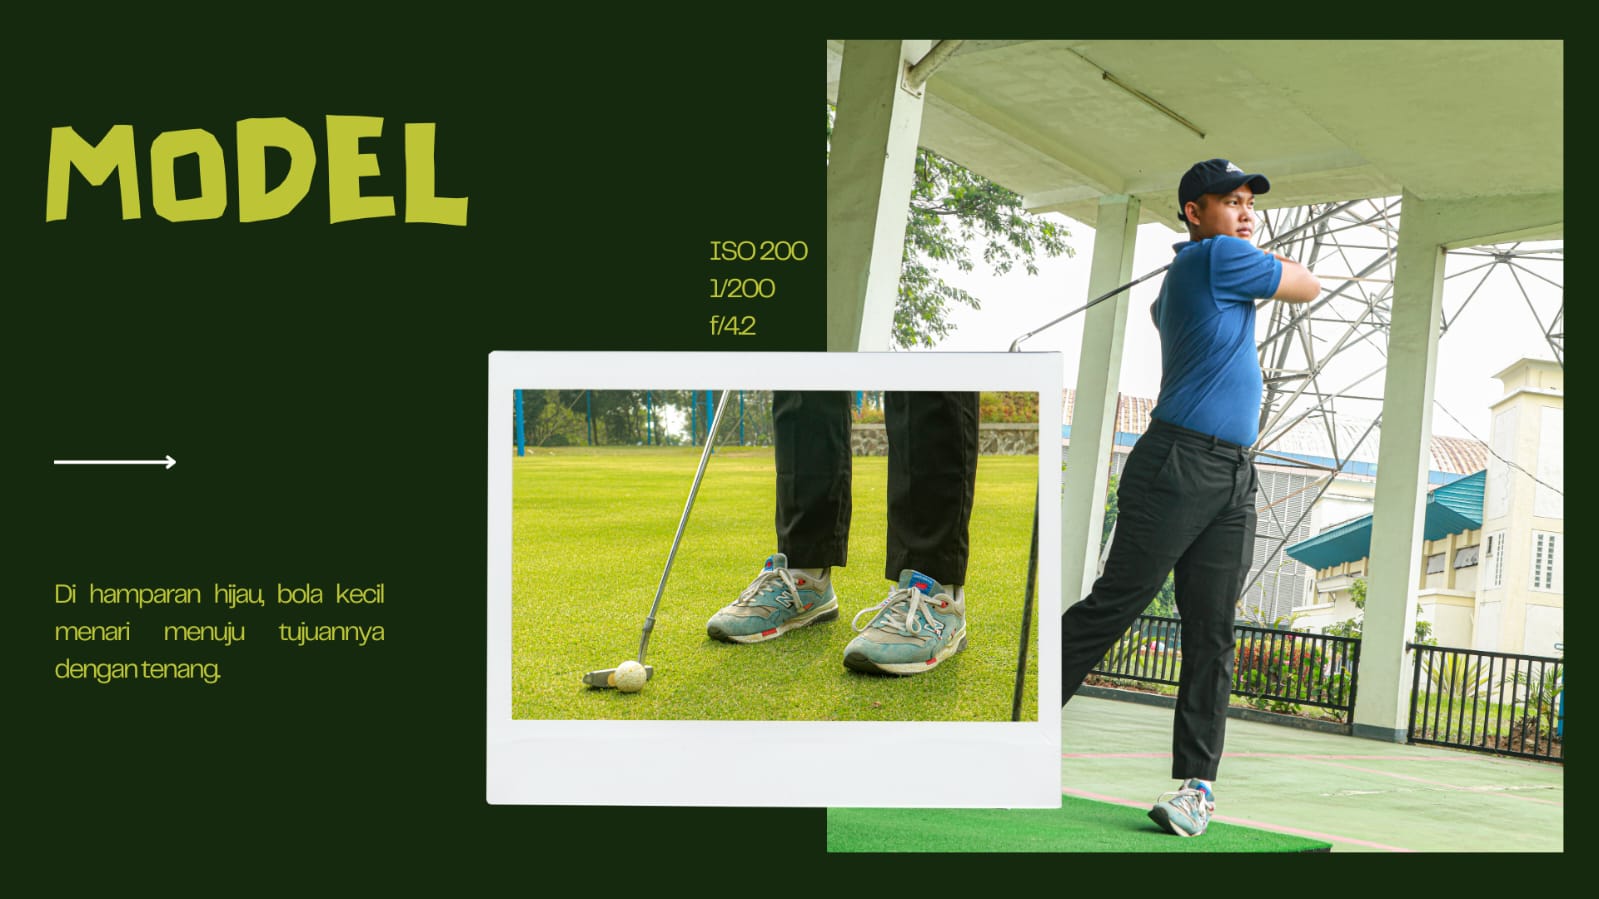 MODEL
ISO 200
1/200
f/4.2
Di hamparan hijau, bola kecil
menari menuju tujuannya
dengan tenang.